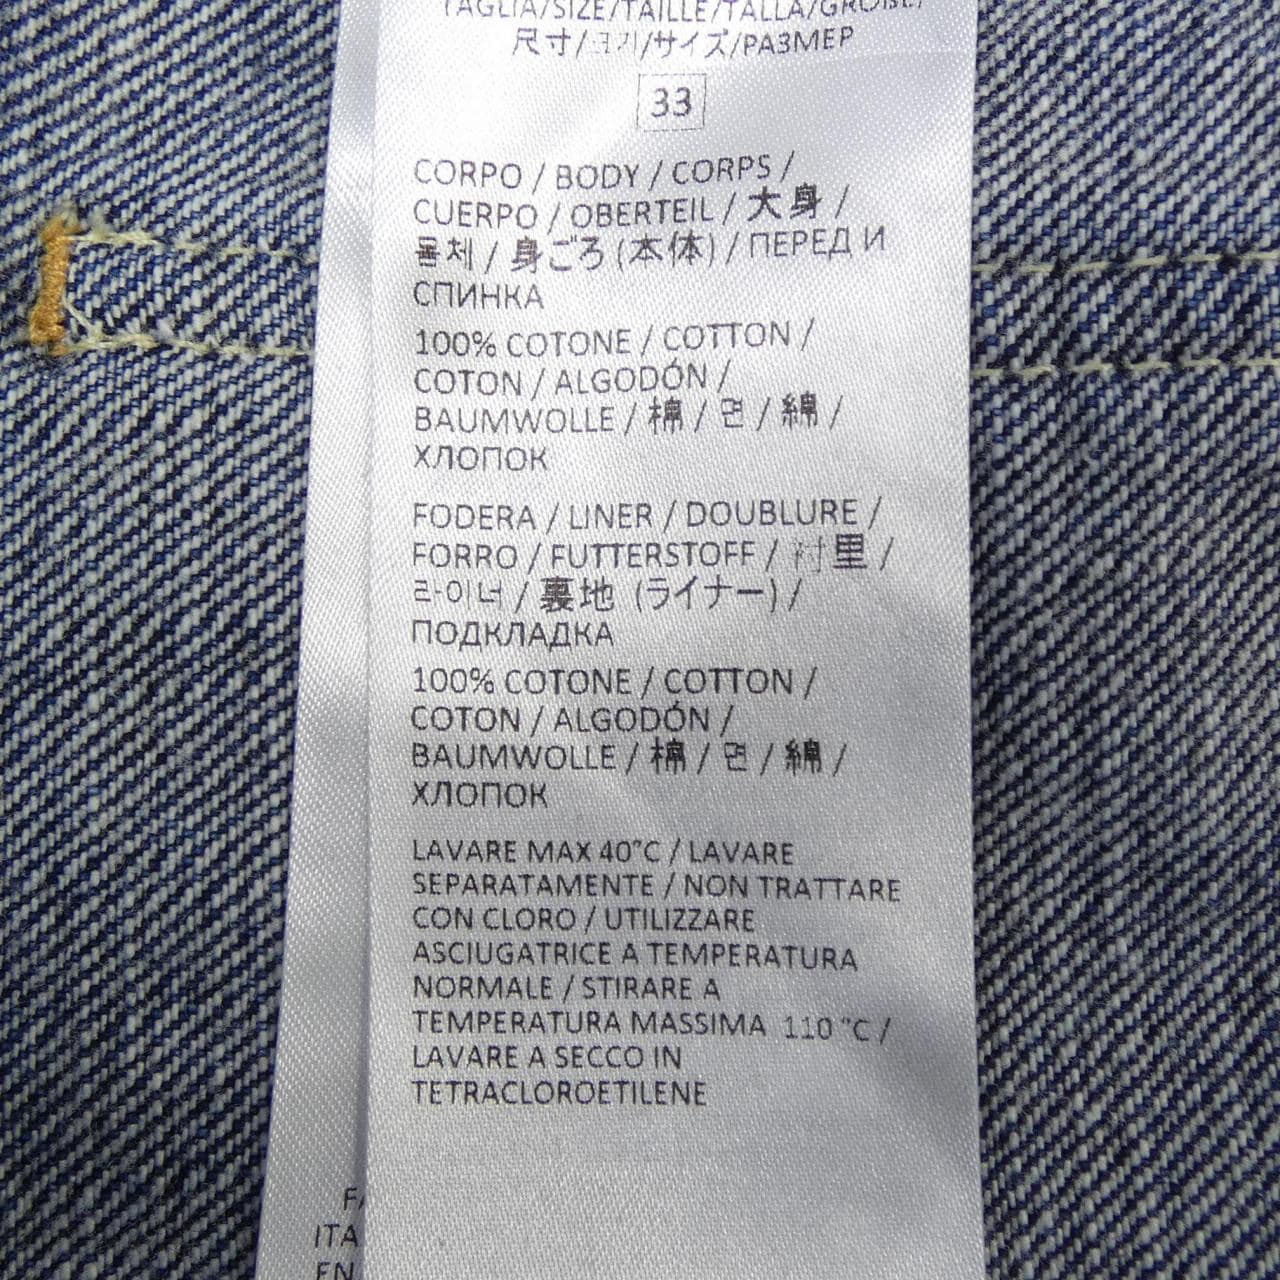 TAGLIA/SIZE/TAILLE/TALLA/GRÖßE/
尺寸/크기/サイズ/РАЗМЕР
33
CORPO / BODY / CORPS /
CUERPO / OBERTEIL / 大身 /
몸체 / 身ごろ (本体) / ПЕРЕД И
СПИНКА
100% COTONE / COTTON /
COTON / ALGODÓN /
BAUMWOLLE / 棉 / 면 / 綿 /
ХЛОПОК
FODERA / LINER / DOUBLURE /
FORRO / FUTTERSTOFF / 衬里 /
라이너 / 裏地 (ライナー) /
ПОДКЛАДКА
100% COTONE / COTTON /
COTON / ALGODÓN /
BAUMWOLLE / 棉 / 면 / 綿 /
ХЛОПОК
LAVARE MAX 40°C / LAVARE
SEPARATAMENTE / NON TRATTARE
CON CLORO / UTILIZZARE
ASCIUGATRICE A TEMPERATURA
NORMALE / STIRARE A
TEMPERATURA MASSIMA 110 °C /
LAVARE A SECCO IN
TETRACLOROETILENE